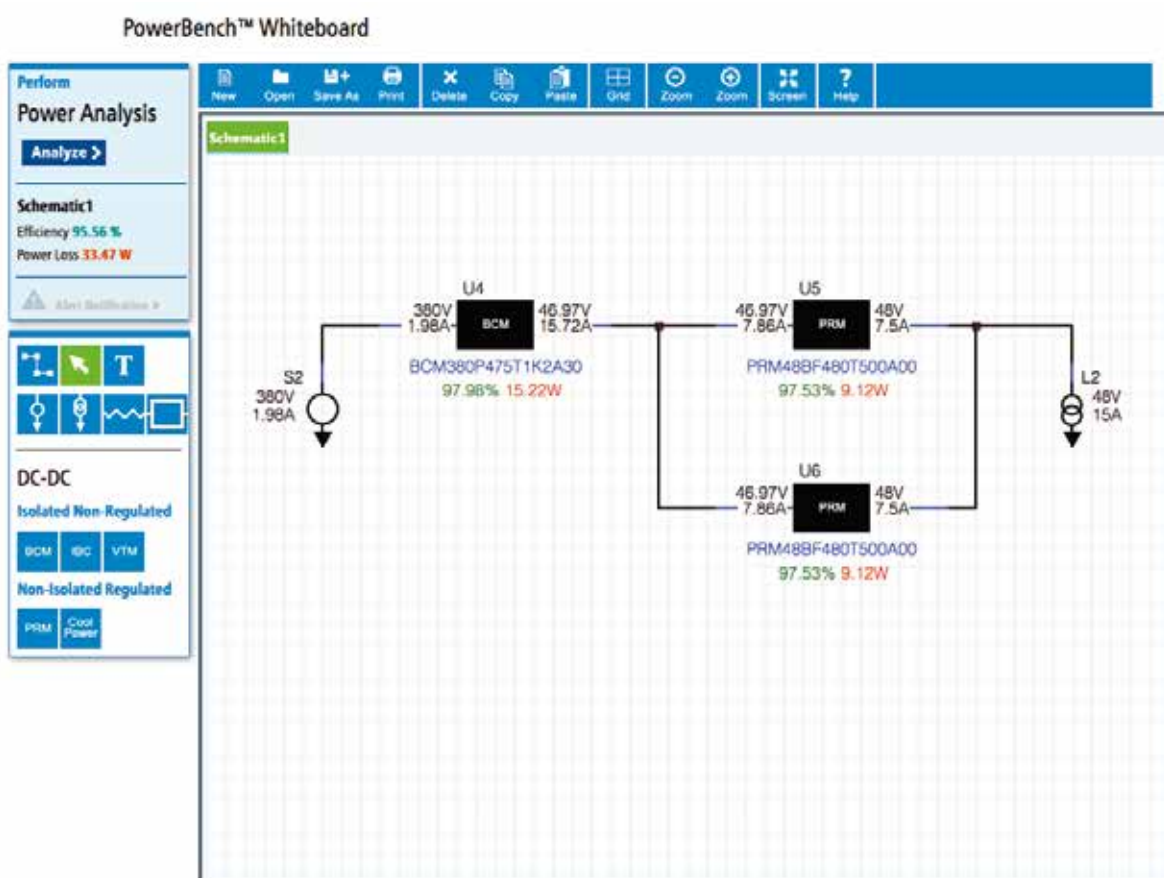 PowerBench™ Whiteboard
Perform
Power Analysis
Analyze >
Schematic1
Efficiency 95.56 %
Power Loss 33.47 W
Alert Notification >
New Open Save As Print Delete Copy Paste Grid Zoom Zoom Screen ? Help
Schematic1
T
DC-DC
Isolated Non-Regulated
BCM IBC VTM
Non-Isolated Regulated
PRM Cool Power
S2
380V
1.98A
U4
380V
1.98A
BCM
46.97V
15.72A
BCM380P475T1K2A30
97.98% 15.22W
U5
46.97V
7.86A
PRM
48V
7.5A
PRM48BF480T500A00
97.53% 9.12W
U6
46.97V
7.86A
PRM
48V
7.5A
PRM48BF480T500A00
97.53% 9.12W
L2
48V
15A